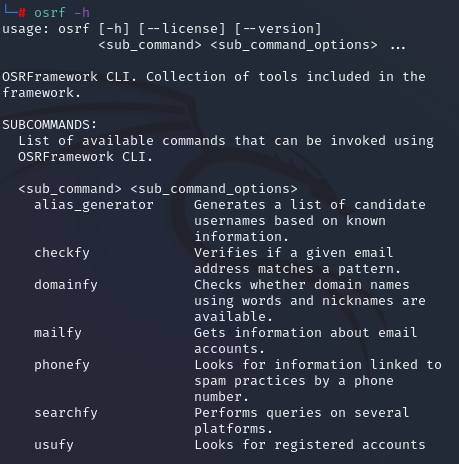 └─# osrf -h
usage: osrf [-h] [--license] [--version]
            <sub_command> <sub_command_options> ...

OSRFramework CLI. Collection of tools included in the
framework.

SUBCOMMANDS:
  List of available commands that can be invoked using
  OSRFramework CLI.

  <sub_command> <sub_command_options>
    alias_generator     Generates a list of candidate
                        usernames based on known
                        information.
    checkfy             Verifies if a given email
                        address matches a pattern.
    domainfy            Checks whether domain names
                        using words and nicknames are
                        available.
    mailfy              Gets information about email
                        accounts.
    phonefy             Looks for information linked to
                        spam practices by a phone
                        number.
    searchfy            Performs queries on several
                        platforms.
    usufy               Looks for registered accounts